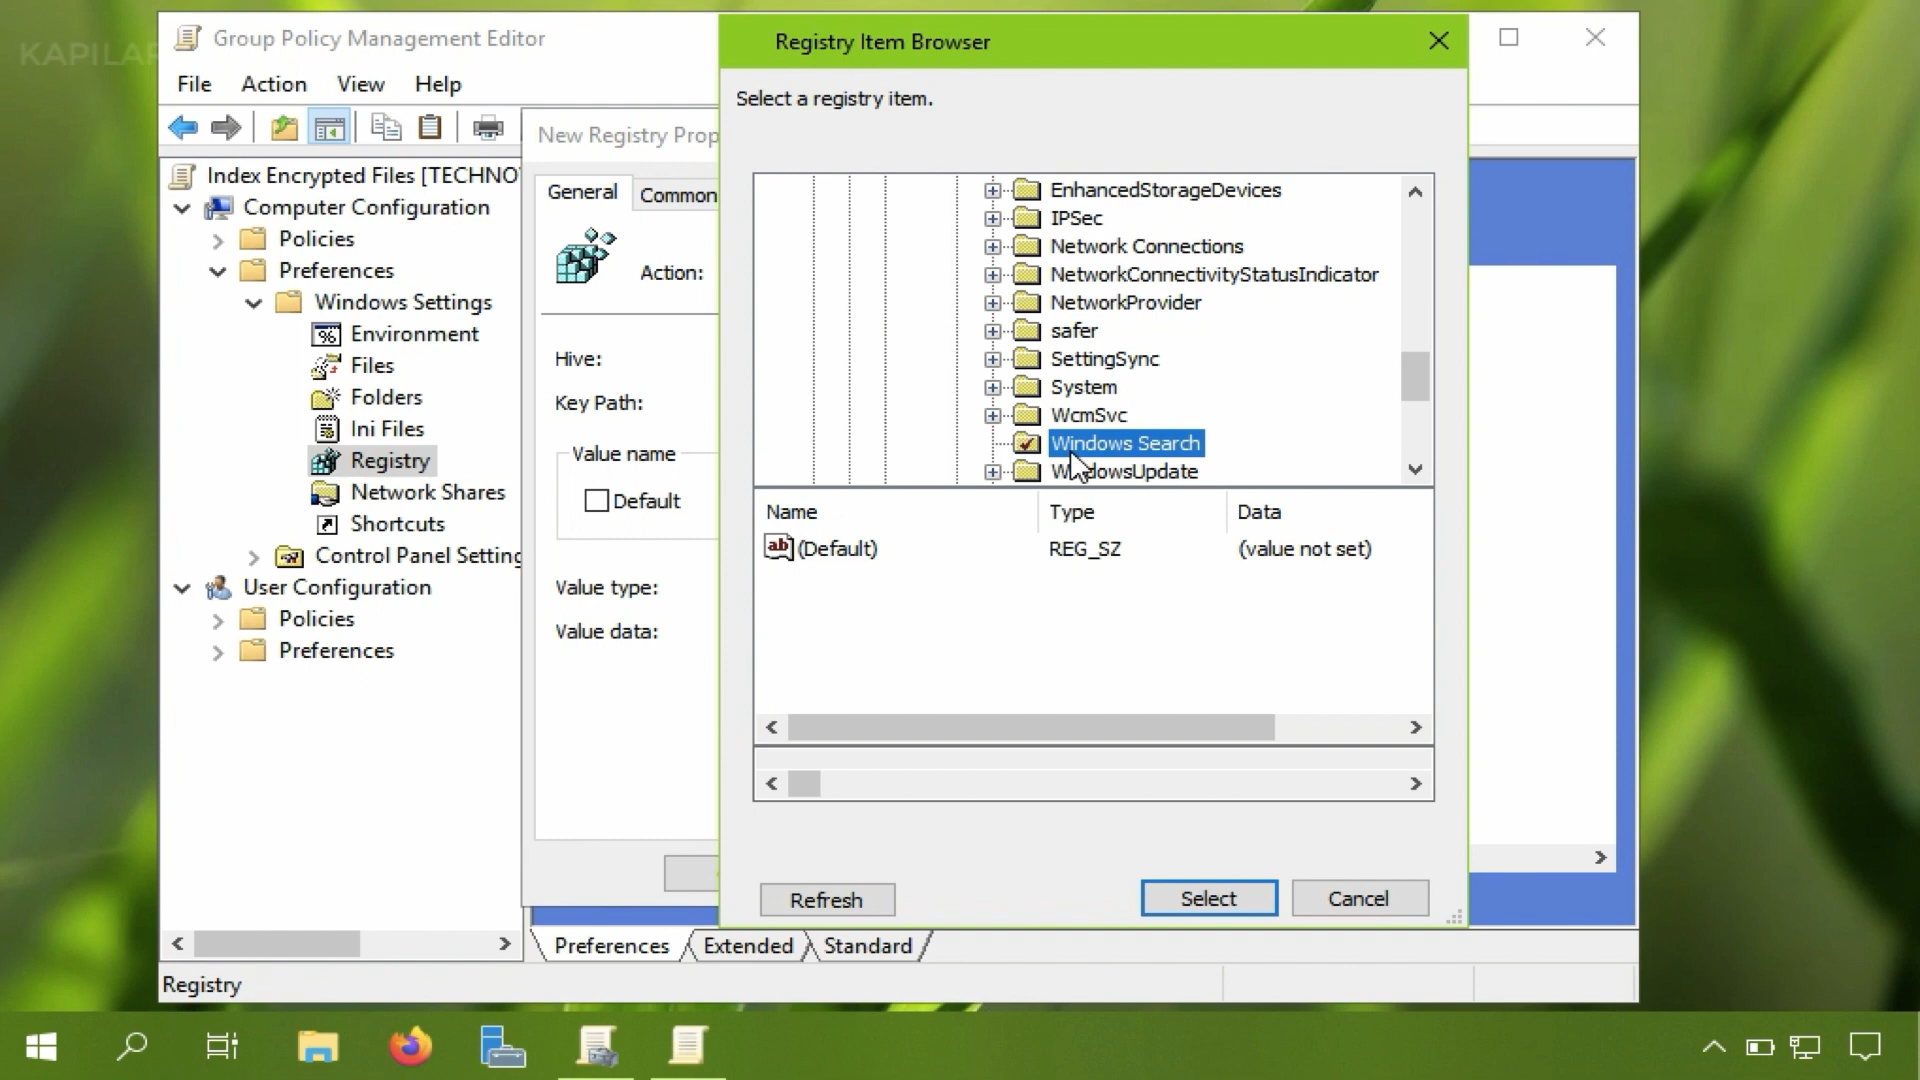 KAPILAR
Group Policy Management Editor
File Action View Help
Index Encrypted Files [TECHNO
Computer Configuration
Policies
Preferences
Windows Settings
Environment
Files
Folders
Ini Files
Registry
Network Shares
Shortcuts
Control Panel Setting
User Configuration
Policies
Preferences
New Registry Prop
General Common
Action:
Hive:
Key Path:
Value name
Default
Value type:
Value data:
Registry Item Browser
Select a registry item.
EnhancedStorageDevices
IPSec
Network Connections
NetworkConnectivityStatusIndicator
NetworkProvider
safer
SettingSync
System
WcmSvc
Windows Search
WindowsUpdate
Name Type Data
ab (Default) REG_SZ (value not set)
Refresh Select Cancel
Preferences Extended Standard
Registry